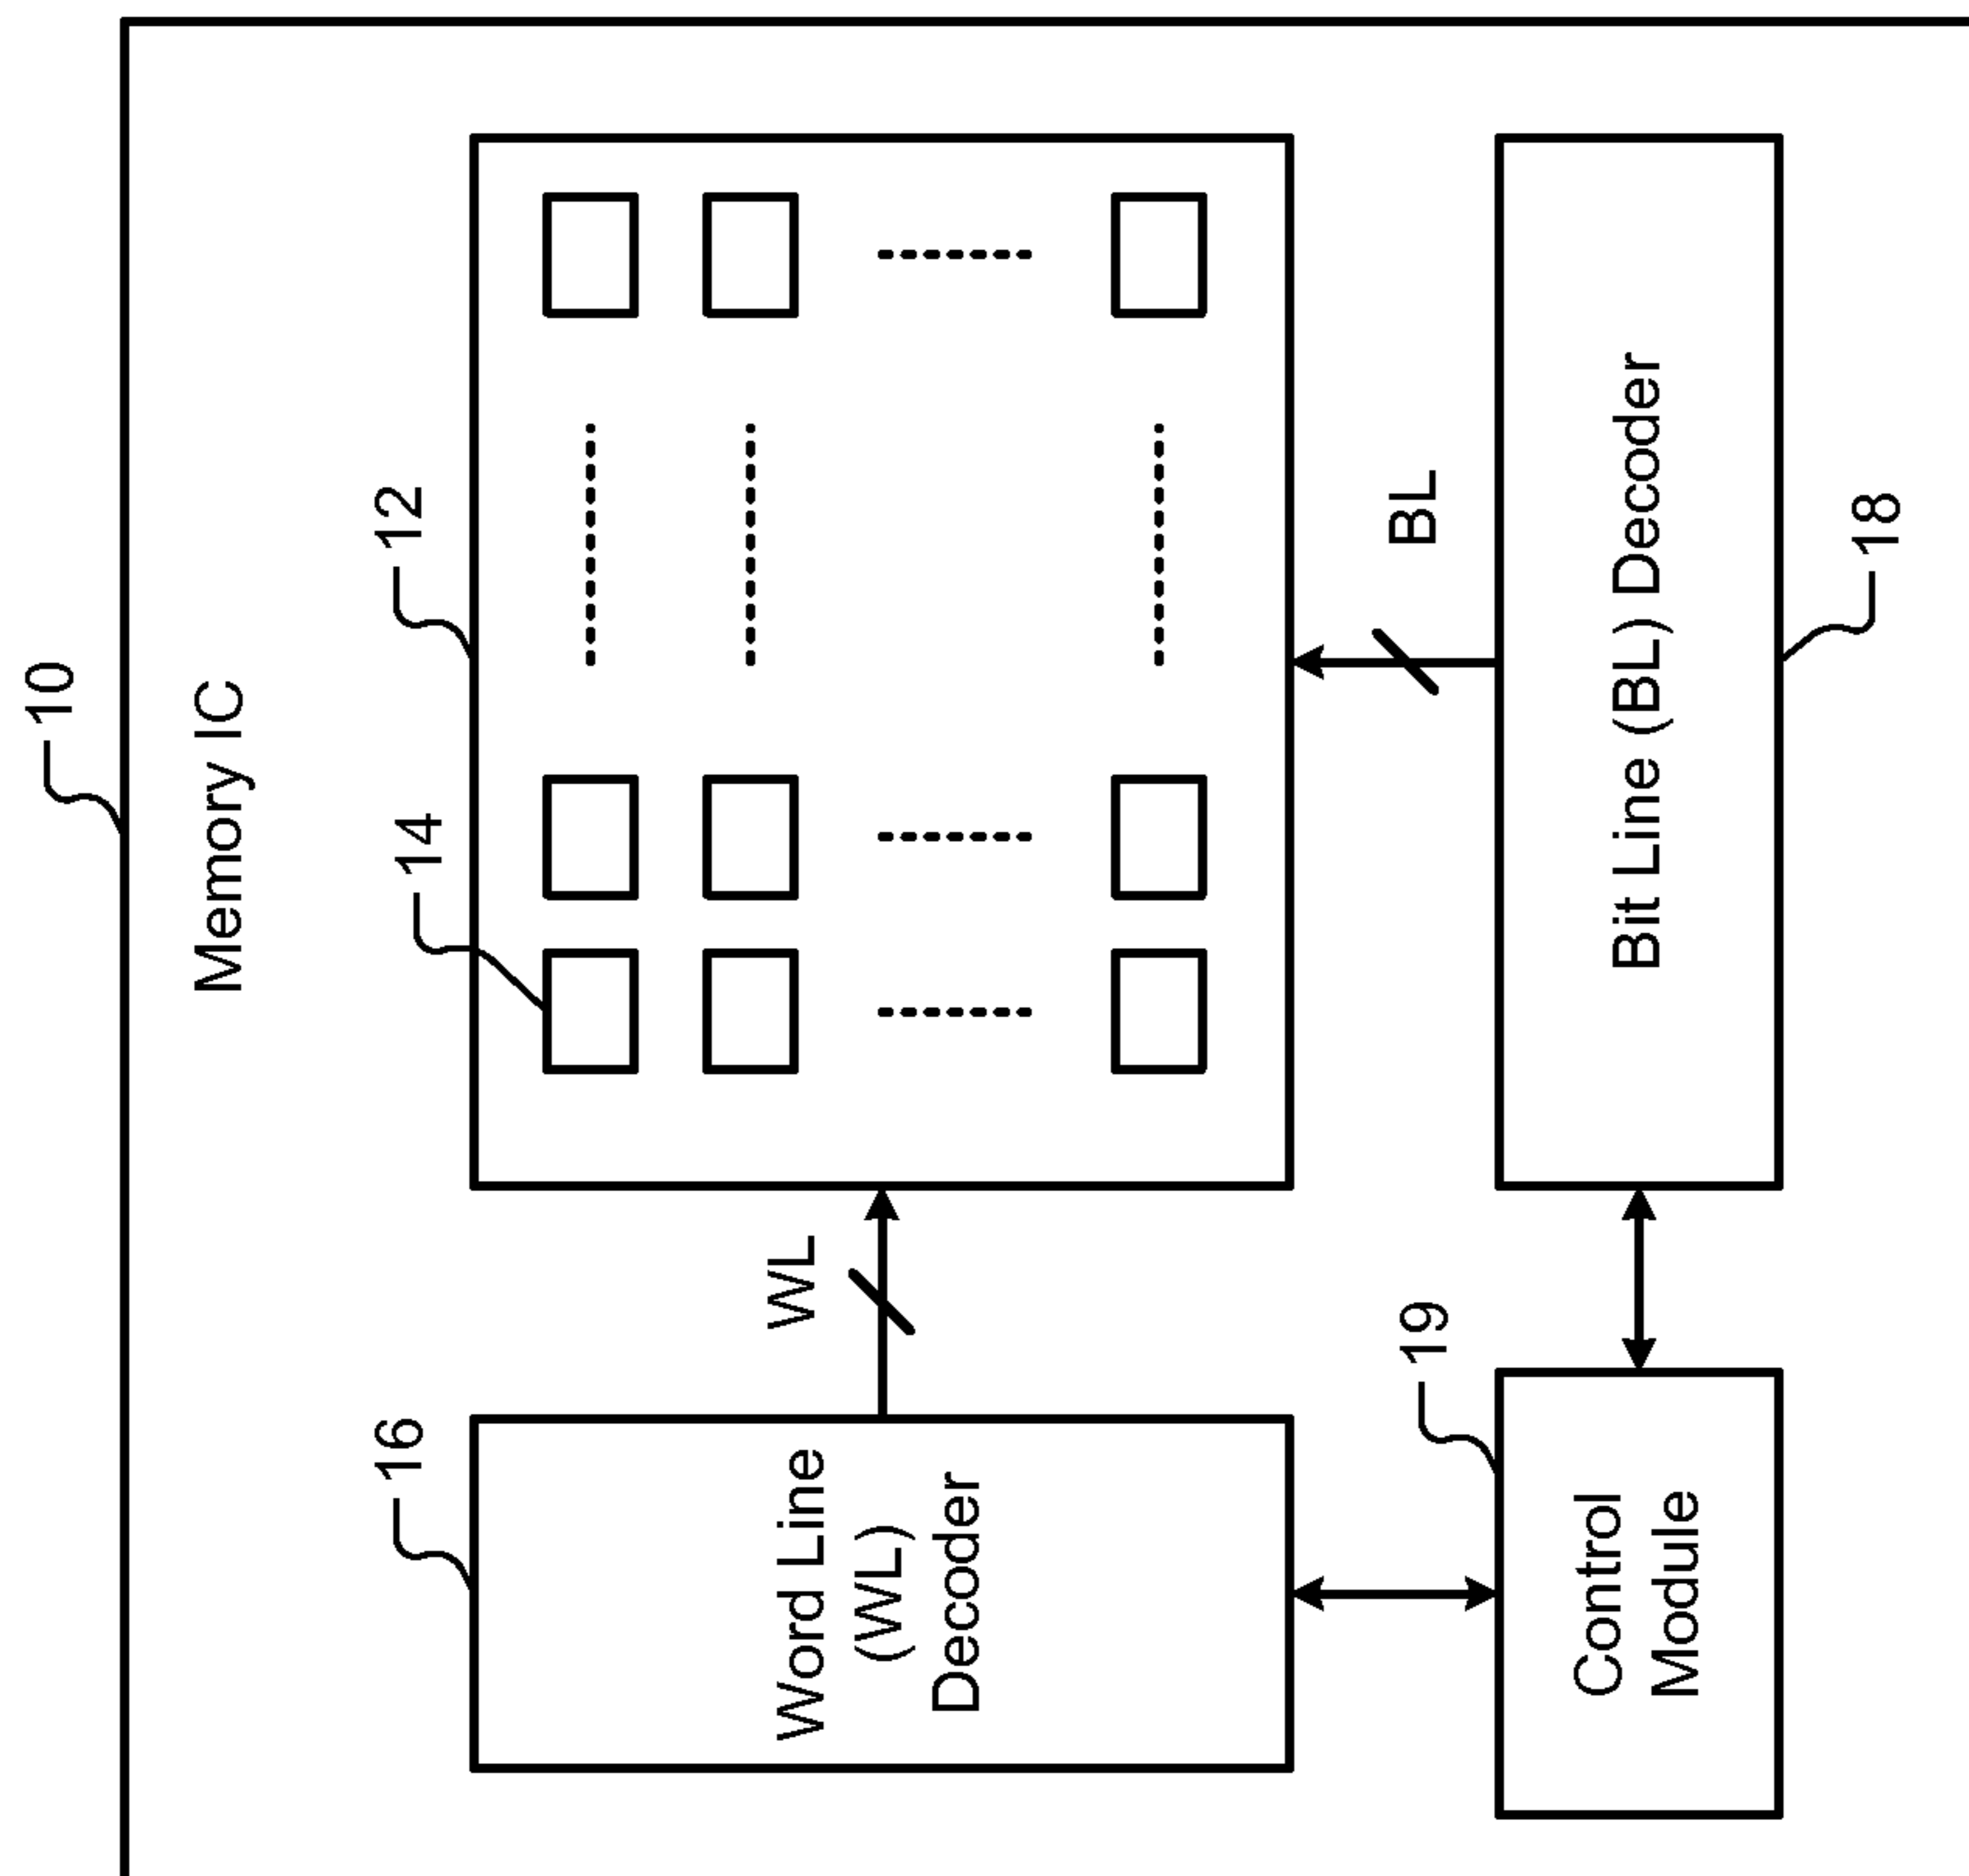 10
Memory IC
16
12
14
Word Line
(WL)
Decoder
WL
BL
19
Control
Module
Bit Line (BL) Decoder
18